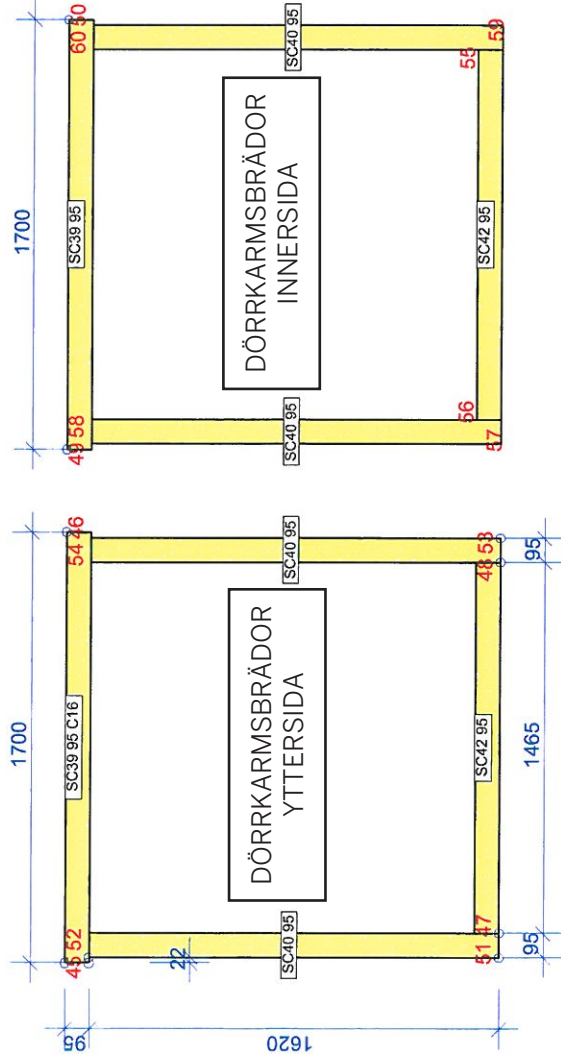 1700
1700
SC39 95 C16
SC39 95
45 52
54 46
49 58
60 50
95
22
1620
SC40 95
SC40 95
SC40 95
SC40 95
DÖRRKARMSBRÄDOR
YTTERSIDA
DÖRRKARMSBRÄDOR
INNERSIDA
51 47
48 53
56
57
55
59
SC42 95
SC42 95
95
1465
95